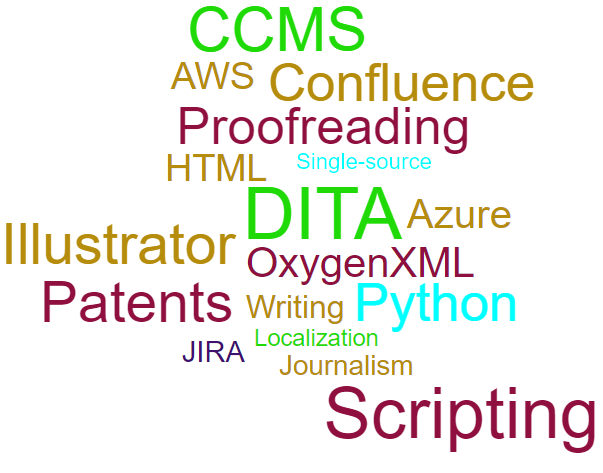 CCMS
AWS Confluence
Proofreading
HTML Single-source
DITA Azure
Illustrator OxygenXML
Patents Writing Python
Localization
JIRA Journalism
Scripting